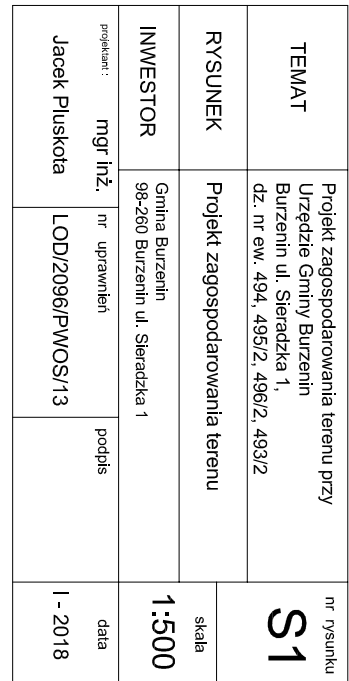 TEMAT
Projekt zagospodarowania terenu przy
Urzędzie Gminy Burzenin
Burzenin ul. Sieradzka 1,
dz. nr ew. 494, 495/2, 496/2, 493/2
nr rysunku
S1
RYSUNEK
Projekt zagospodarowania terenu
skala
1:500
INWESTOR
Gmina Burzenin
98-260 Burzenin ul. Sieradzka 1
projektant: mgr inż.
Jacek Pluskota
nr uprawnień
LOD/2096/PWOS/13
podpis
data
I - 2018